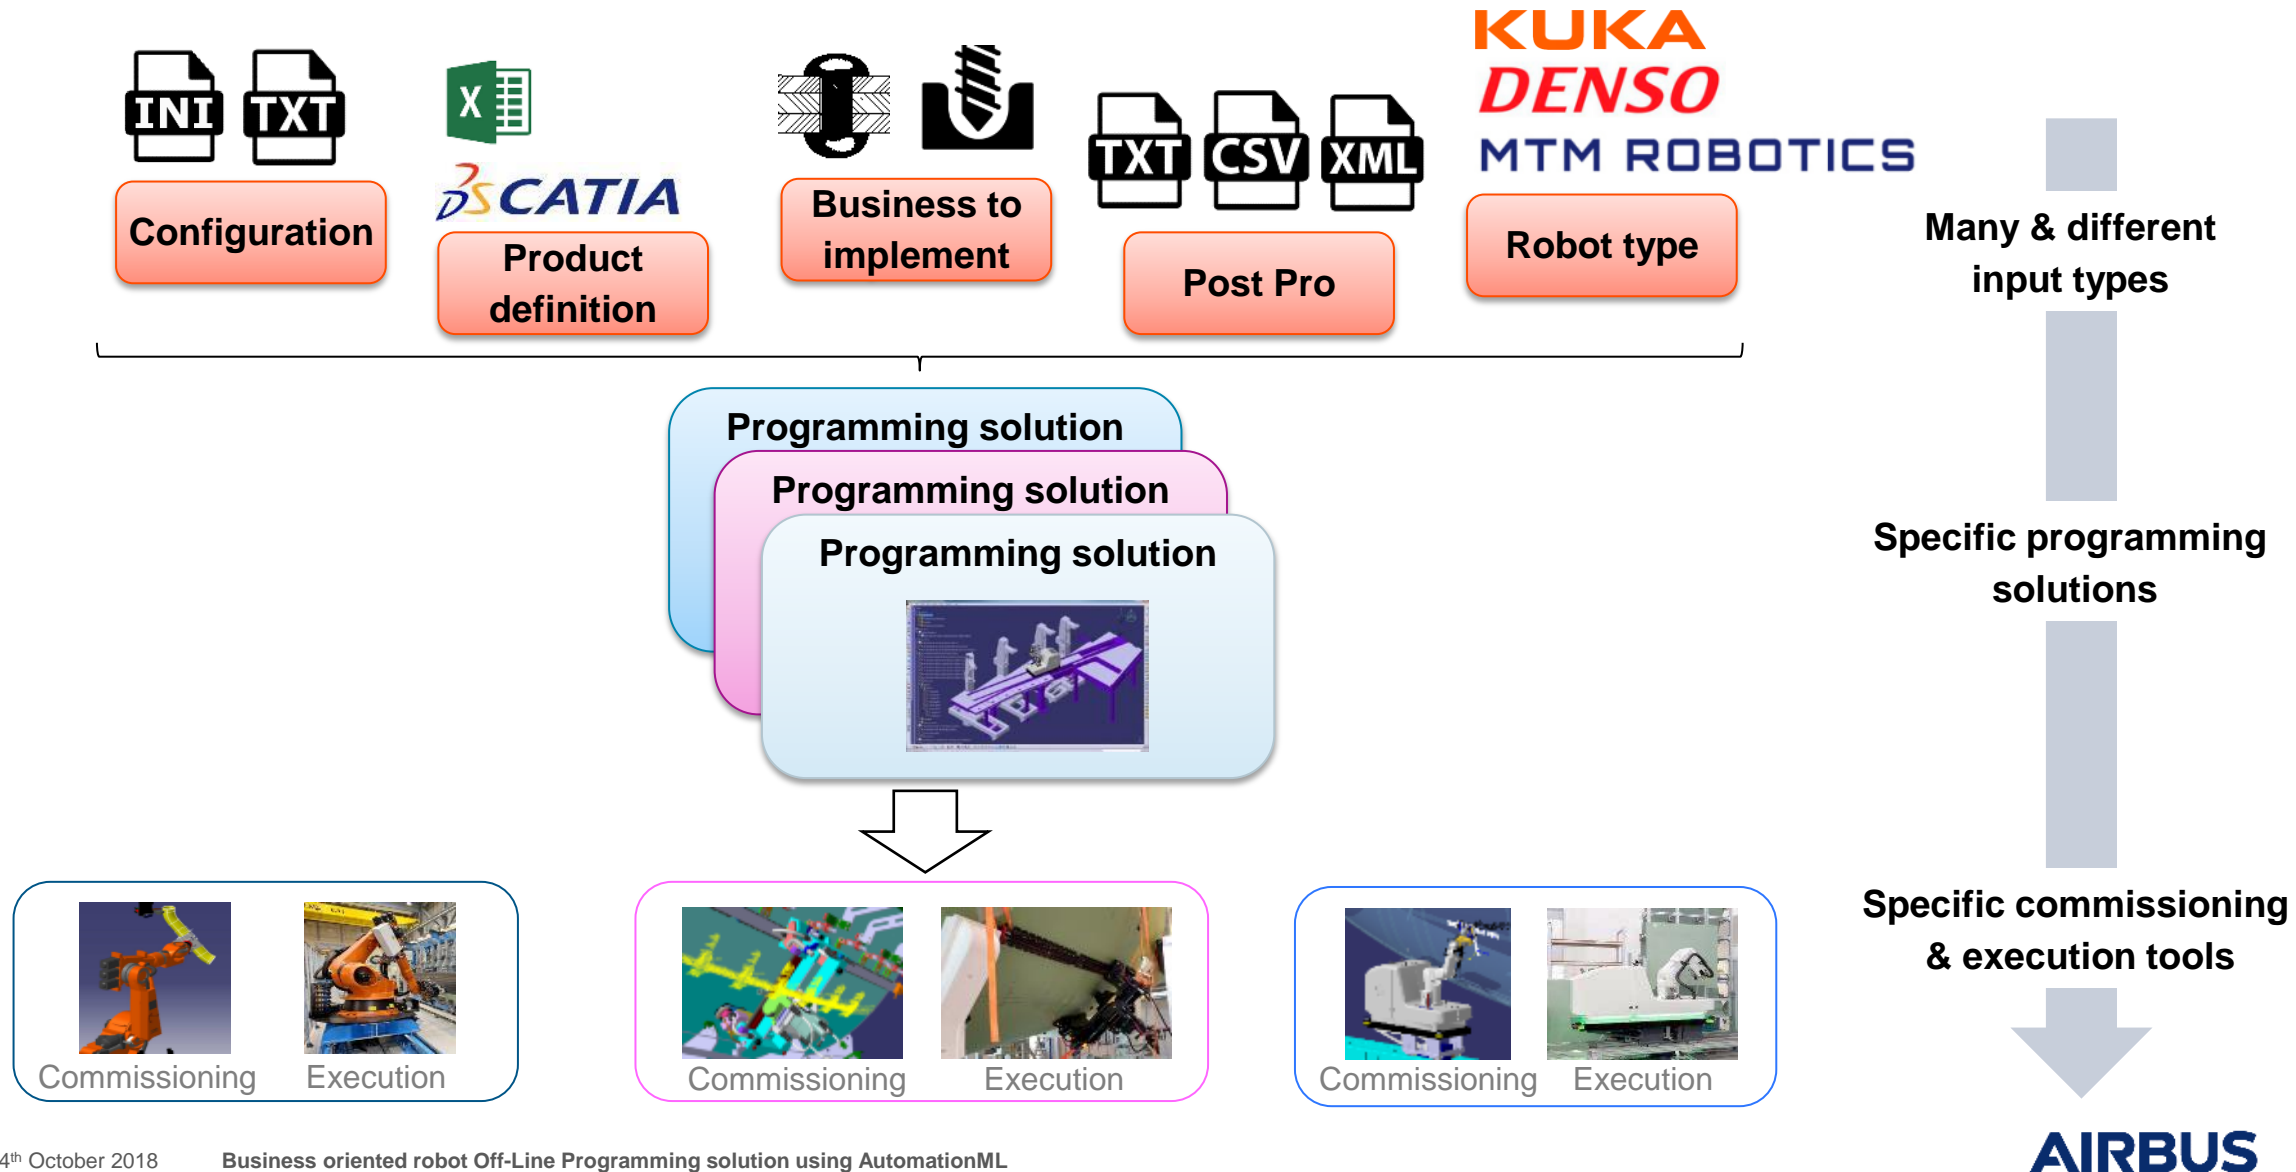 INI
TXT
Configuration
X
CATIA
Product
definition
Business to
implement
TXT
CSV
XML
Post Pro
KUKA
DENSO
MTM ROBOTICS
Robot type
Many & different
input types
Programming solution
Programming solution
Programming solution
Specific programming
solutions
Commissioning
Execution
Commissioning
Execution
Commissioning
Execution
Specific commissioning
& execution tools
4th October 2018
Business oriented robot Off-Line Programming solution using AutomationML
AIRBUS